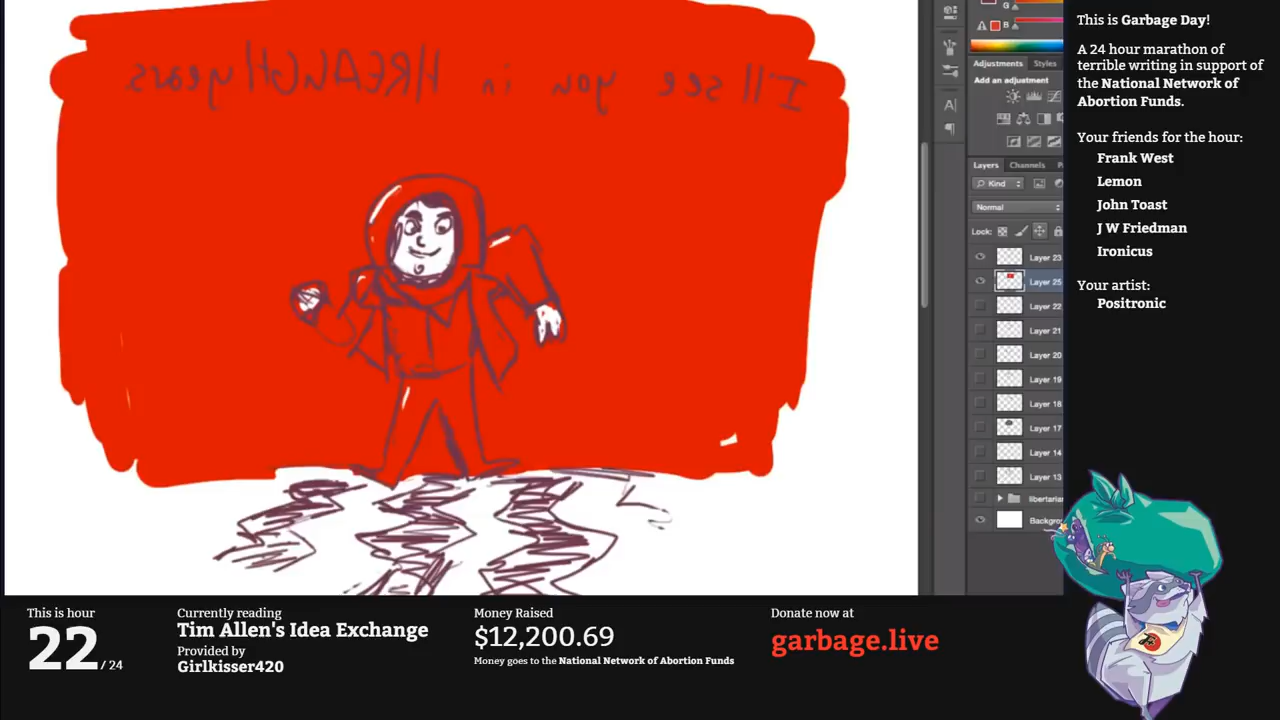 I'll see you in HREAUGH years
G
B
Adjustments
Styles
Add an adjustment
A|
Layers
Channels
Kind
Normal
Lock:
Layer 23
Layer 25
Layer 22
Layer 21
Layer 20
Layer 19
Layer 18
Layer 17
Layer 14
Layer 13
libertarian
Backgrou
This is Garbage Day!
A 24 hour marathon of
terrible writing in support of
the National Network of
Abortion Funds.
Your friends for the hour:
Frank West
Lemon
John Toast
J W Friedman
Ironicus
Your artist:
Positronic
This is hour
22 / 24
Currently reading
Tim Allen's Idea Exchange
Provided by
Girlkisser420
Money Raised
$12,200.69
Money goes to the National Network of Abortion Funds
Donate now at
garbage.live